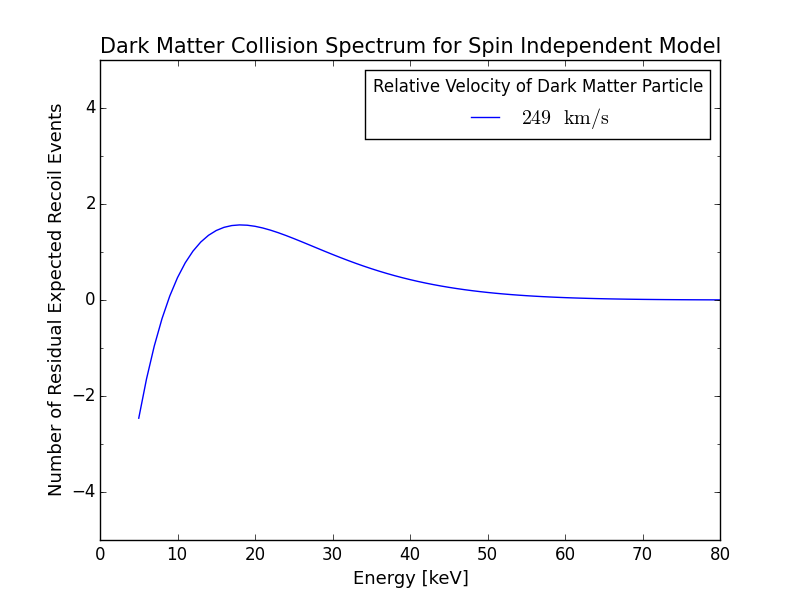 Dark Matter Collision Spectrum for Spin Independent Model
Relative Velocity of Dark Matter Particle
249 km/s
Number of Residual Expected Recoil Events
4
2
0
−2
−4
0 10 20 30 40 50 60 70 80
Energy [keV]